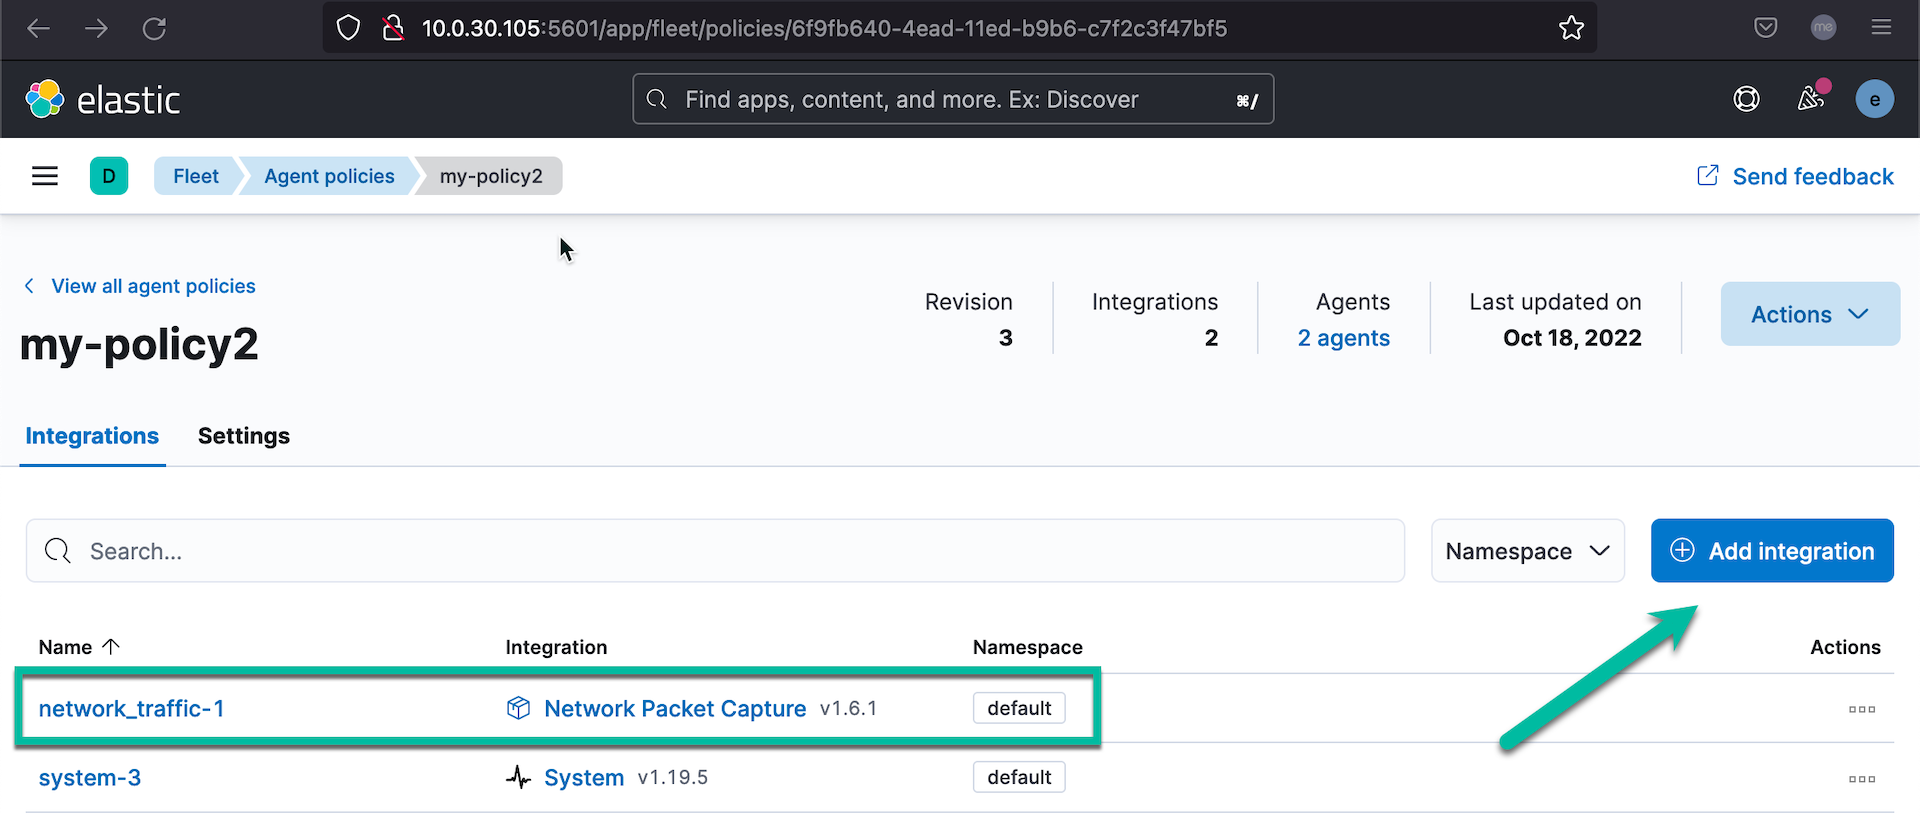 10.0.30.105:5601/app/fleet/policies/6f9fb640-4ead-11ed-b9b6-c7f2c3f47bf5
me
elastic
Find apps, content, and more. Ex: Discover
⌘/
e
D
Fleet
Agent policies
my-policy2
Send feedback
View all agent policies
my-policy2
Revision
3
Integrations
2
Agents
2 agents
Last updated on
Oct 18, 2022
Actions
Integrations
Settings
Search...
Namespace
Add integration
Name
Integration
Namespace
Actions
network_traffic-1
Network Packet Capture v1.6.1
default
system-3
System v1.19.5
default